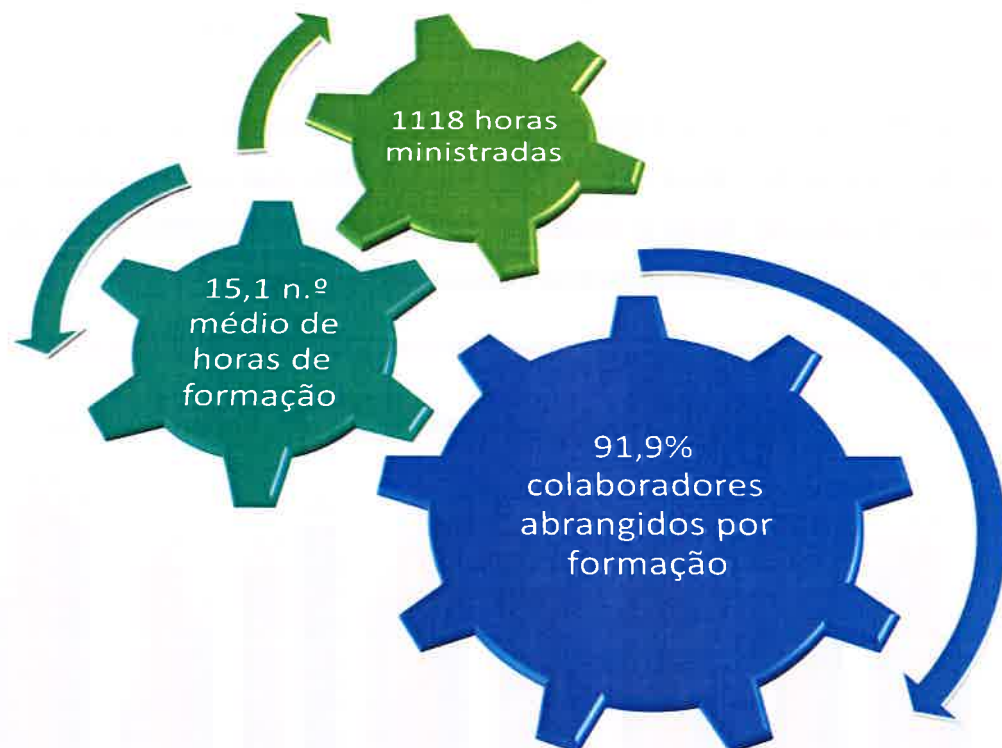 1118 horas
ministradas
15,1 n.º
médio de
horas de
formação
91,9%
colaboradores
abrangidos por
formação